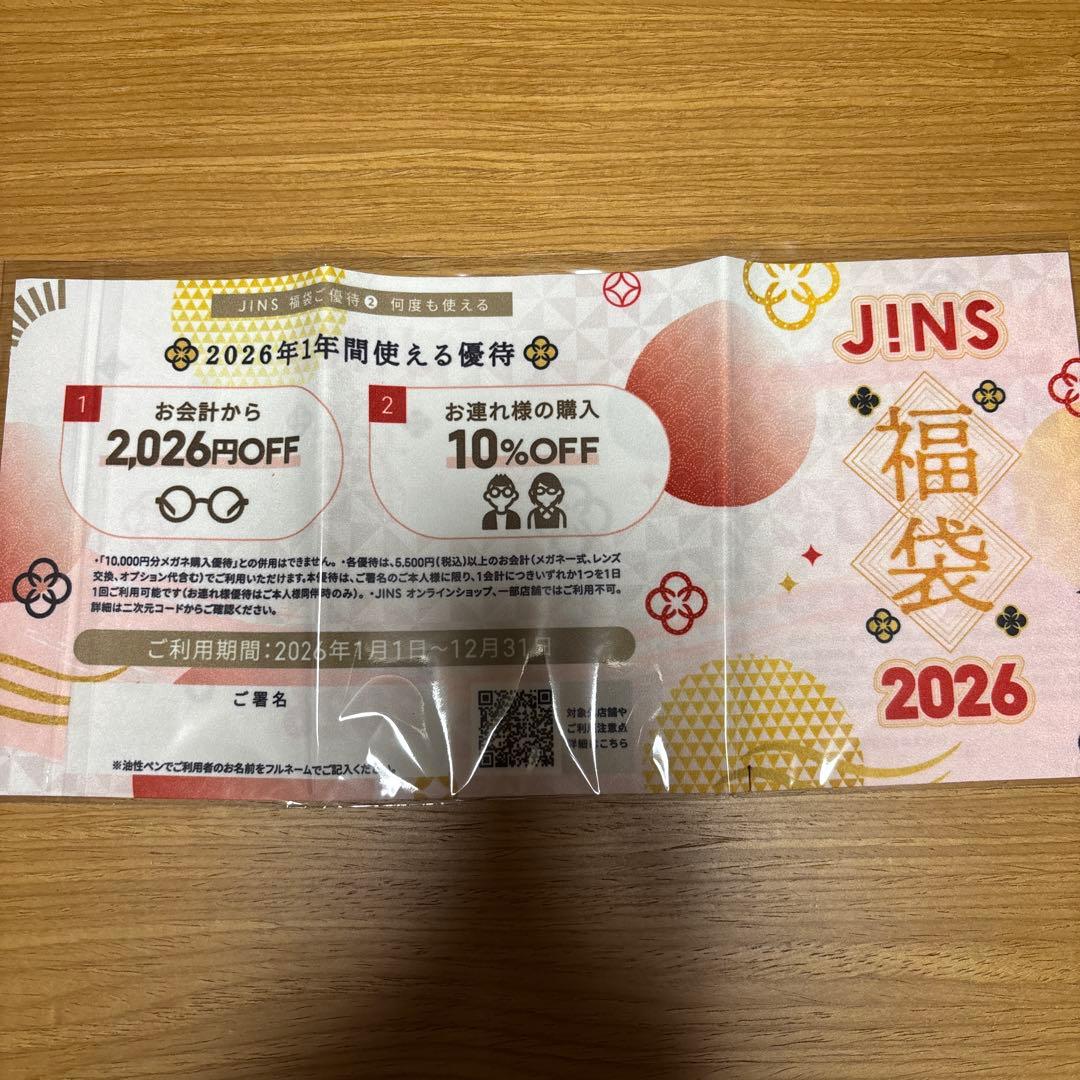 JINS 福袋ご優待❷ 何度も使える
2026年1年間使える優待
1
お会計から
2,026円OFF
2
お連れ様の購入
10%OFF
・「10,000円分メガネ購入優待」との併用はできません。・各優待は、5,500円(税込)以上のお会計(メガネ一式、レンズ
交換、オプション代含む)でご利用いただけます。本優待は、ご署名のご本人様に限り、1会計につきいずれか1つを1日
1回ご利用可能です(お連れ様優待はご本人様同伴時のみ)。・JINS オンラインショップ、一部店舗ではご利用不可。
詳細は二次元コードからご確認ください。
ご利用期間:2026年1月1日～12月31日
ご署名
※油性ペンでご利用者のお名前をフルネームでご記入ください。
対象外店舗や
ご利用注意点
詳細はこちら
J!NS
福
袋
2026